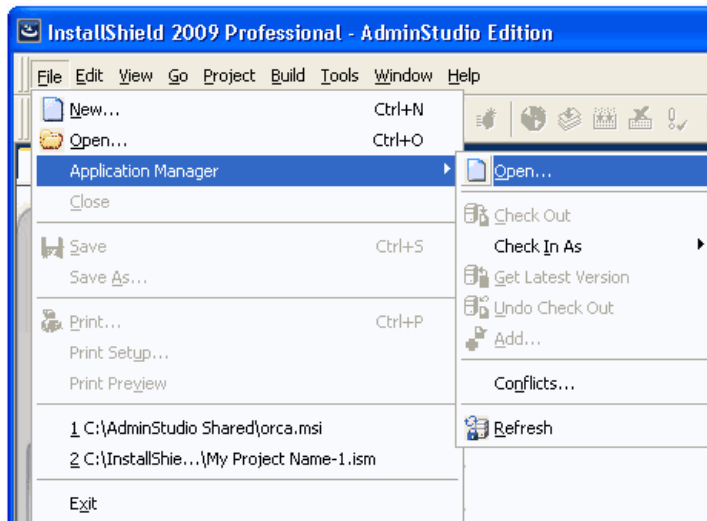 InstallShield 2009 Professional - AdminStudio Edition
File Edit View Go Project Build Tools Window Help
New... Ctrl+N
Open... Ctrl+O
Application Manager
Close
Save Ctrl+S
Save As...
Print... Ctrl+P
Print Setup...
Print Preview
1 C:\AdminStudio Shared\orca.msi
2 C:\InstallShie...\My Project Name-1.ism
Exit
Open...
Check Out
Check In As
Get Latest Version
Undo Check Out
Add...
Conflicts...
Refresh